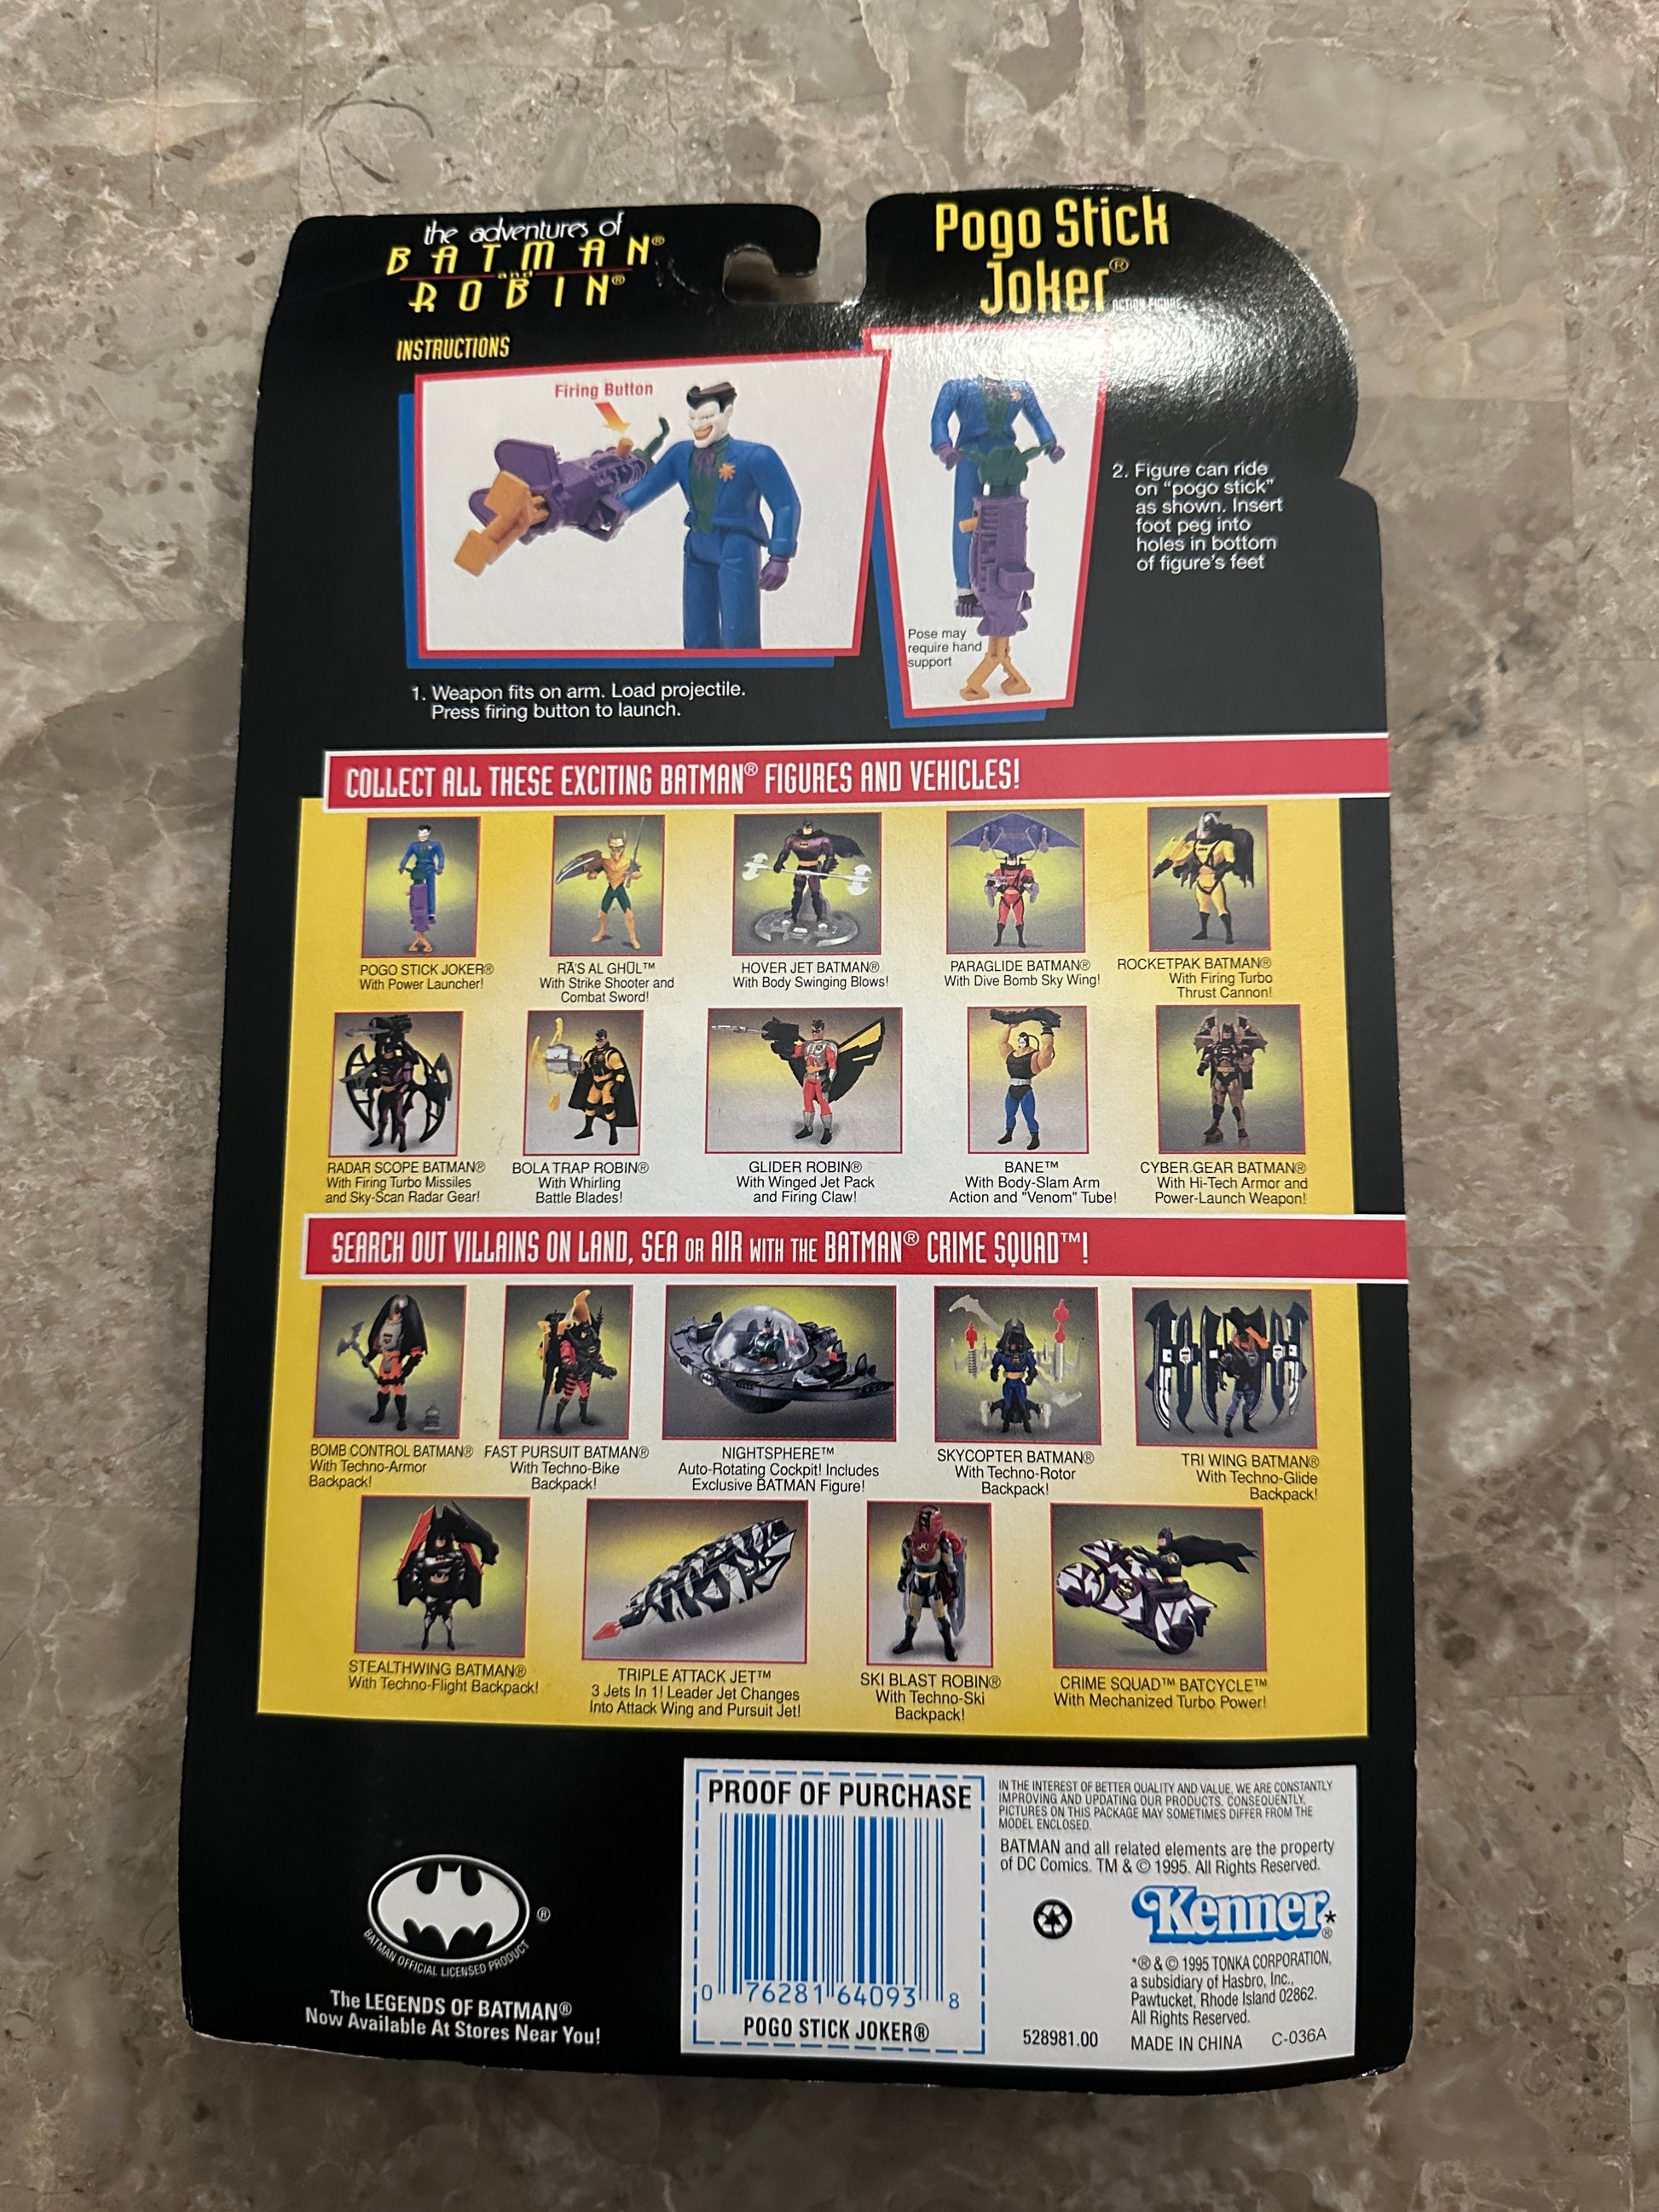 the adventures of
BATMAN®
and
ROBIN®
Pogo Stick
Joker®
ACTION FIGURE
INSTRUCTIONS
Firing Button
1. Weapon fits on arm. Load projectile.
Press firing button to launch.
Pose may
require hand
support
2. Figure can ride
on "pogo stick"
as shown. Insert
foot peg into
holes in bottom
of figure's feet
COLLECT ALL THESE EXCITING BATMAN® FIGURES AND VEHICLES!
POGO STICK JOKER®
With Power Launcher!
RĀ'S AL GHŪL™
With Strike Shooter and
Combat Sword!
HOVER JET BATMAN®
With Body Swinging Blows!
PARAGLIDE BATMAN®
With Dive Bomb Sky Wing!
ROCKETPAK BATMAN®
With Firing Turbo
Thrust Cannon!
RADAR SCOPE BATMAN®
With Firing Turbo Missiles
and Sky-Scan Radar Gear!
BOLA TRAP ROBIN®
With Whirling
Battle Blades!
GLIDER ROBIN®
With Winged Jet Pack
and Firing Claw!
BANE™
With Body-Slam Arm
Action and "Venom" Tube!
CYBER GEAR BATMAN®
With Hi-Tech Armor and
Power-Launch Weapon!
SEARCH OUT VILLAINS ON LAND, SEA OR AIR WITH THE BATMAN® CRIME SQUAD™!
BOMB CONTROL BATMAN®
With Techno-Armor
Backpack!
FAST PURSUIT BATMAN®
With Techno-Bike
Backpack!
NIGHTSPHERE™
Auto-Rotating Cockpit! Includes
Exclusive BATMAN Figure!
SKYCOPTER BATMAN®
With Techno-Rotor
Backpack!
TRI WING BATMAN®
With Techno-Glide
Backpack!
STEALTHWING BATMAN®
With Techno-Flight Backpack!
TRIPLE ATTACK JET™
3 Jets In 1! Leader Jet Changes
Into Attack Wing and Pursuit Jet!
SKI BLAST ROBIN®
With Techno-Ski
Backpack!
CRIME SQUAD™ BATCYCLE™
With Mechanized Turbo Power!
®
BATMAN OFFICIAL LICENSED PRODUCT
The LEGENDS OF BATMAN®
Now Available At Stores Near You!
PROOF OF PURCHASE
0 76281 64093 8
POGO STICK JOKER®
IN THE INTEREST OF BETTER QUALITY AND VALUE, WE ARE CONSTANTLY
IMPROVING AND UPDATING OUR PRODUCTS. CONSEQUENTLY,
PICTURES ON THIS PACKAGE MAY SOMETIMES DIFFER FROM THE
MODEL ENCLOSED.
BATMAN and all related elements are the property
of DC Comics. TM & © 1995. All Rights Reserved.
Kenner®*
*® & © 1995 TONKA CORPORATION,
a subsidiary of Hasbro, Inc.,
Pawtucket, Rhode Island 02862.
All Rights Reserved.
528981.00 MADE IN CHINA C-036A